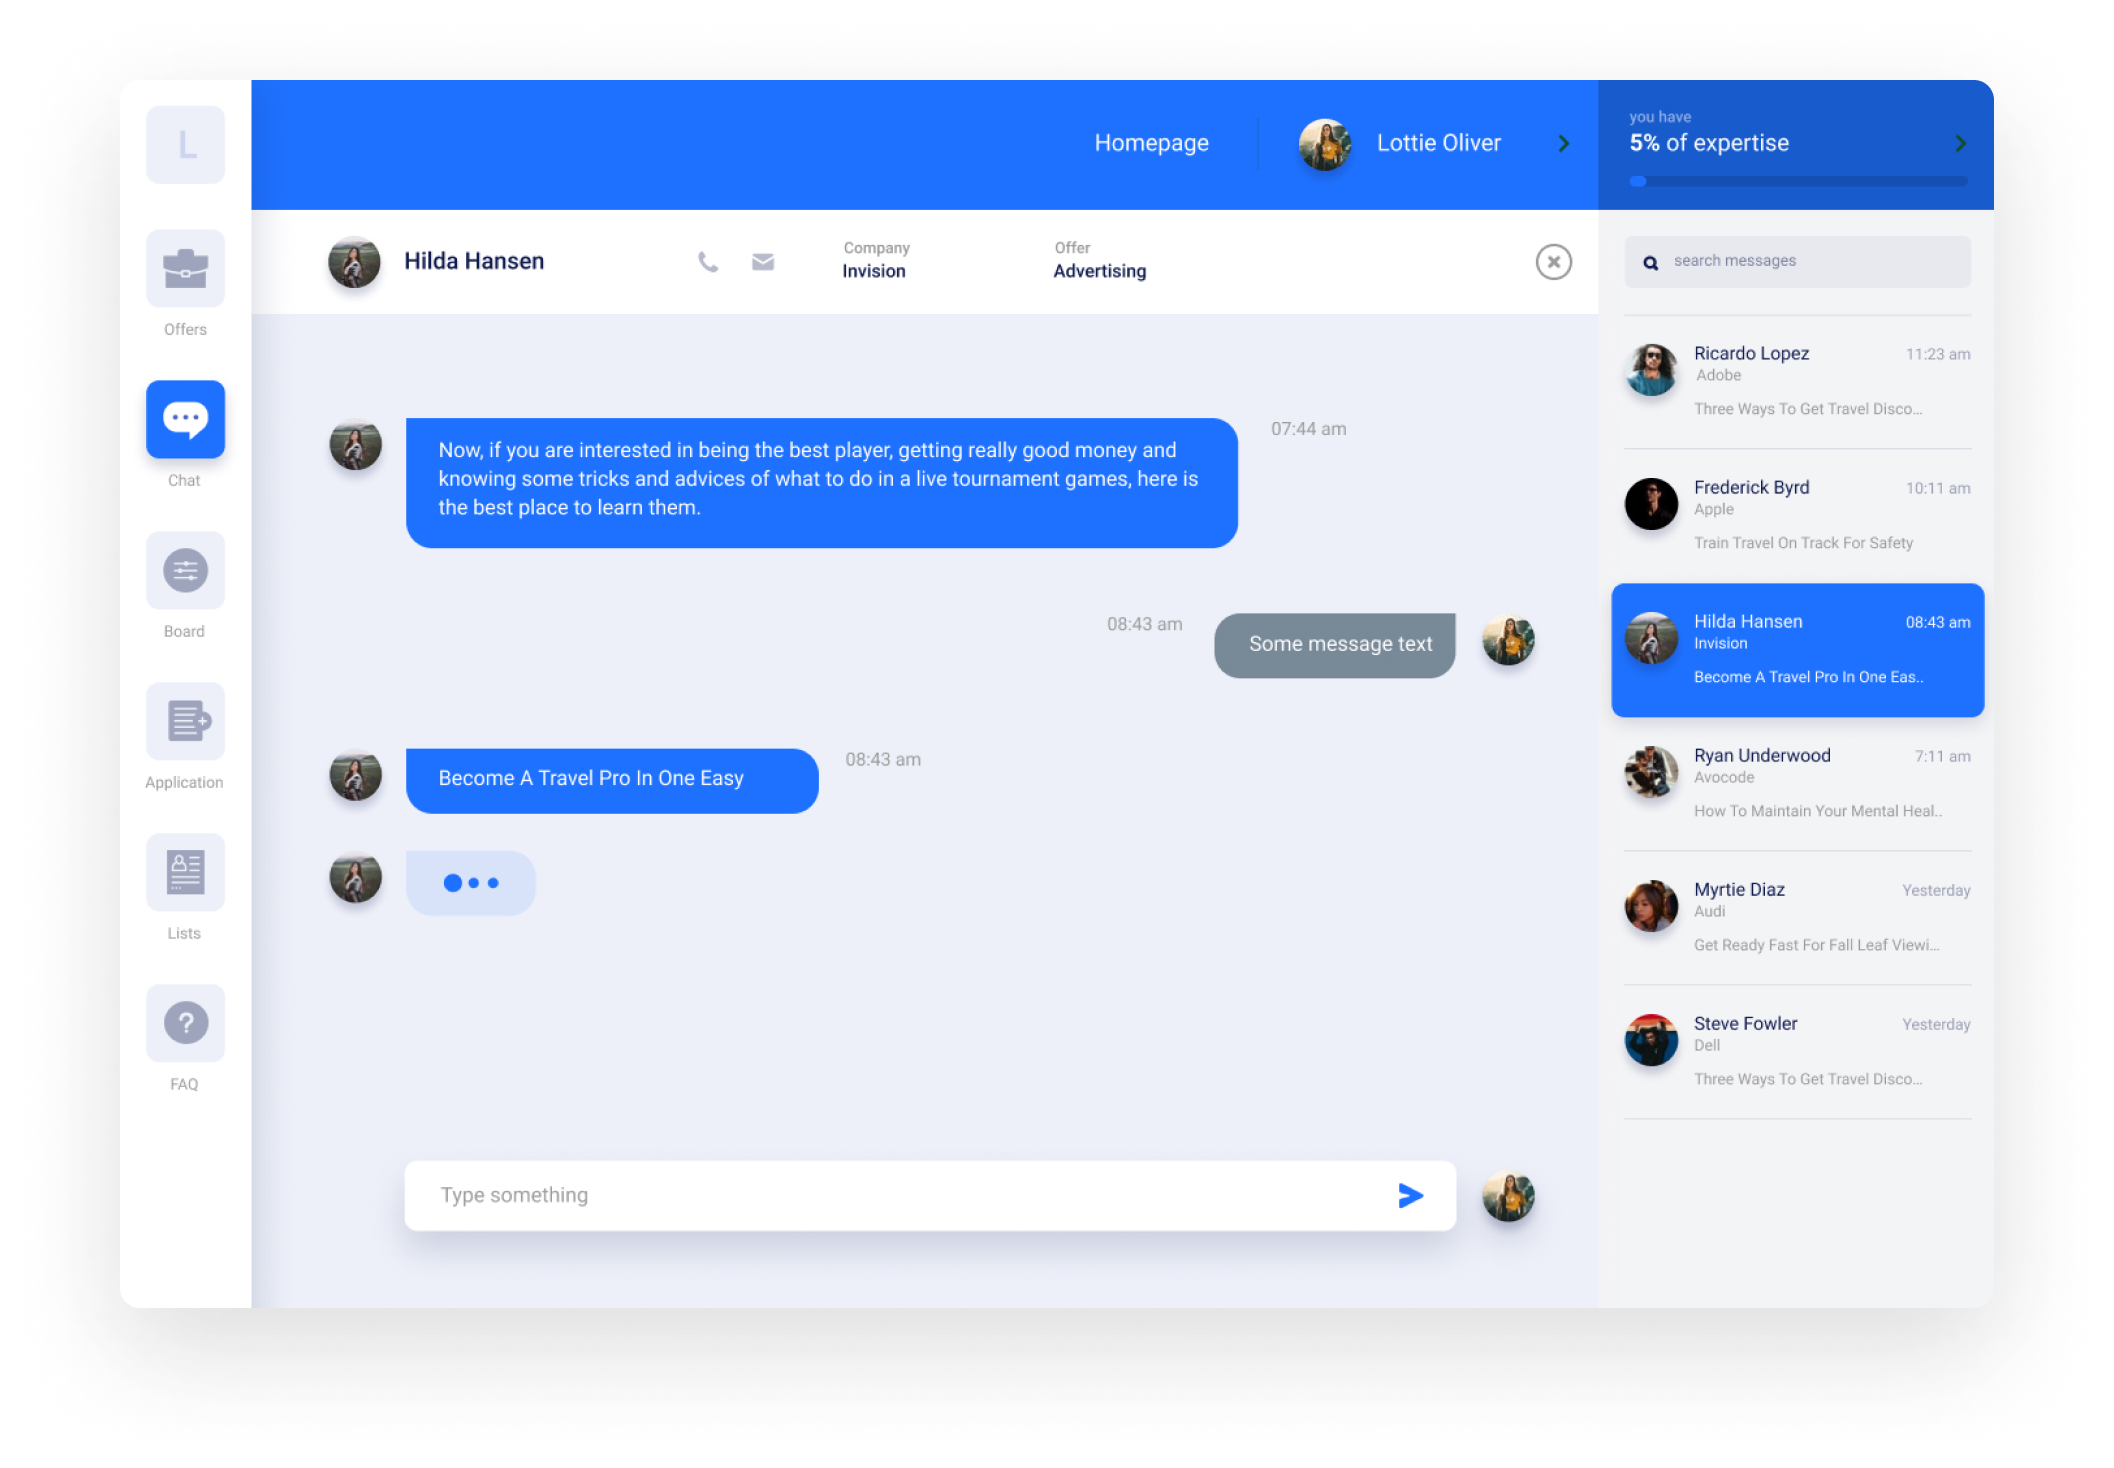 L
Offers
Chat
Board
Application
Lists
FAQ
Homepage
Lottie Oliver
you have
5% of expertise
Hilda Hansen
Company
Invision
Offer
Advertising
Now, if you are interested in being the best player, getting really good money and
knowing some tricks and advices of what to do in a live tournament games, here is
the best place to learn them.
07:44 am
08:43 am
Some message text
Become A Travel Pro In One Easy
08:43 am
Type something
search messages
Ricardo Lopez
11:23 am
Adobe
Three Ways To Get Travel Disco...
Frederick Byrd
10:11 am
Apple
Train Travel On Track For Safety
Hilda Hansen
08:43 am
Invision
Become A Travel Pro In One Eas..
Ryan Underwood
7:11 am
Avocode
How To Maintain Your Mental Heal..
Myrtie Diaz
Yesterday
Audi
Get Ready Fast For Fall Leaf Viewi...
Steve Fowler
Yesterday
Dell
Three Ways To Get Travel Disco...